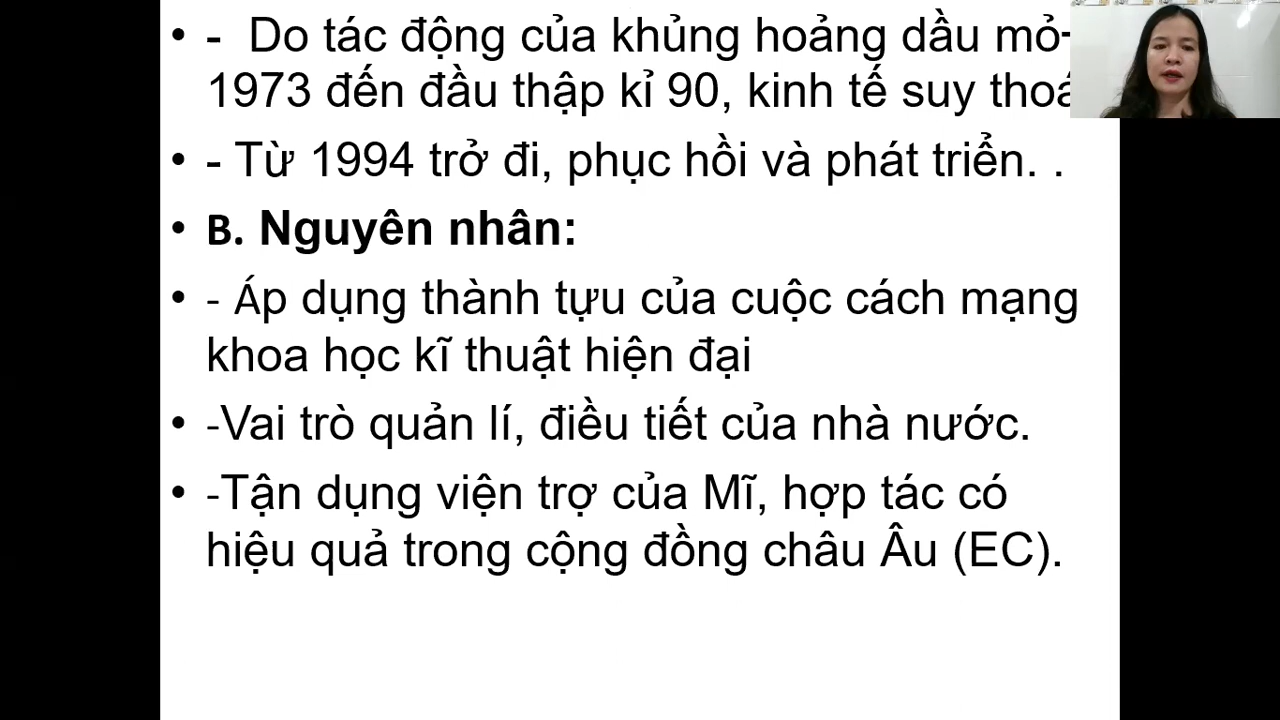 • - Do tác động của khủng hoảng dầu mỏ-
1973 đến đầu thập kỉ 90, kinh tế suy
• - Từ 1994 trở đi, phục hồi và phát triển. .
• B. Nguyên nhân:
• - Áp dụng thành tựu của cuộc cách mạng
khoa học kĩ thuật hiện đại
• -Vai trò quản lí, điều tiết của nhà nước.
• -Tận dụng viện trợ của Mĩ, hợp tác có
hiệu quả trong cộng đồng châu Âu (EC).